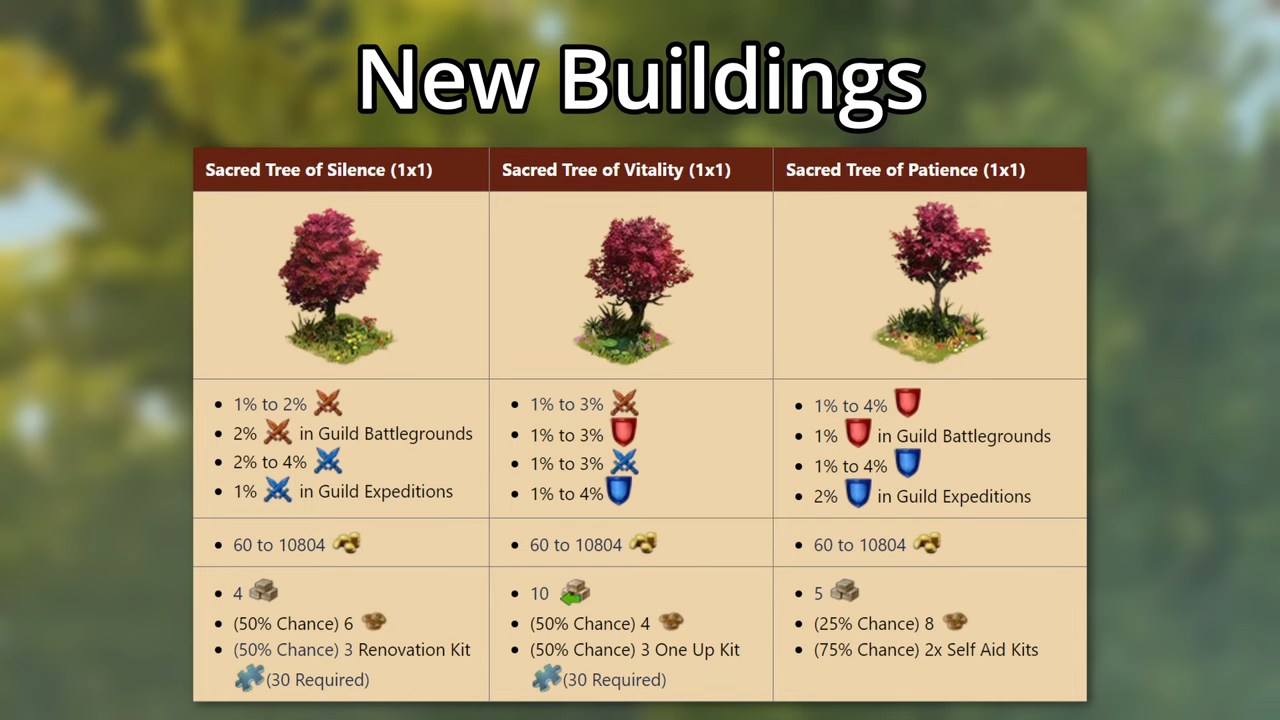 New Buildings
Sacred Tree of Silence (1x1)
Sacred Tree of Vitality (1x1)
Sacred Tree of Patience (1x1)
1% to 2%
2% in Guild Battlegrounds
2% to 4%
1% in Guild Expeditions
1% to 3%
1% to 3%
1% to 3%
1% to 4%
1% to 4%
1% in Guild Battlegrounds
1% to 4%
2% in Guild Expeditions
60 to 10804
60 to 10804
60 to 10804
4
(50% Chance) 6
(50% Chance) 3 Renovation Kit
(30 Required)
10
(50% Chance) 4
(50% Chance) 3 One Up Kit
(30 Required)
5
(25% Chance) 8
(75% Chance) 2x Self Aid Kits